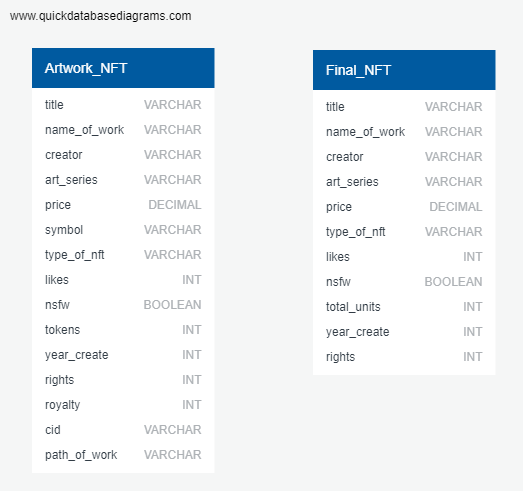 www.quickdatabasediagrams.com
Artwork_NFT
title VARCHAR
name_of_work VARCHAR
creator VARCHAR
art_series VARCHAR
price DECIMAL
symbol VARCHAR
type_of_nft VARCHAR
likes INT
nsfw BOOLEAN
tokens INT
year_create INT
rights INT
royalty INT
cid VARCHAR
path_of_work VARCHAR
Final_NFT
title VARCHAR
name_of_work VARCHAR
creator VARCHAR
art_series VARCHAR
price DECIMAL
type_of_nft VARCHAR
likes INT
nsfw BOOLEAN
total_units INT
year_create INT
rights INT